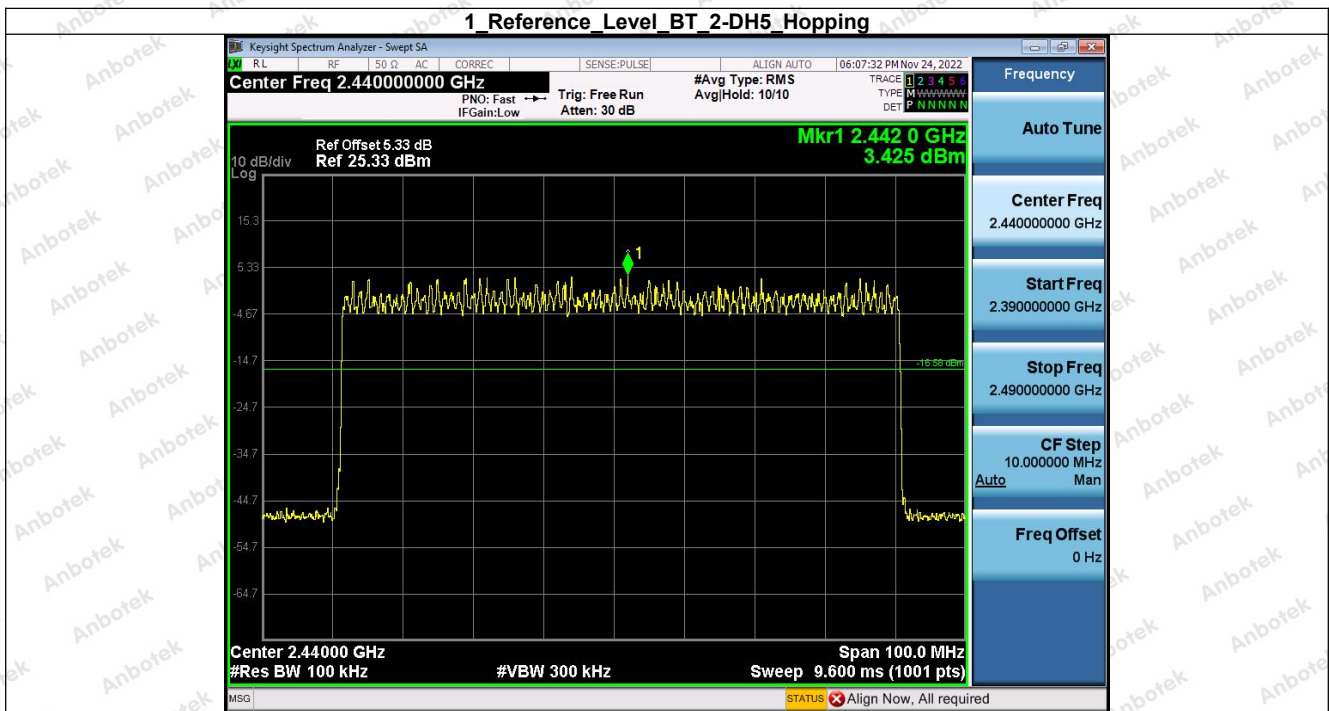 1_Reference_Level_BT_2-DH5_Hopping
Keysight Spectrum Analyzer - Swept SA
LXI RL RF 50 Ω AC CORREC SENSE:PULSE ALIGN AUTO 06:07:32 PM Nov 24, 2022
Center Freq 2.440000000 GHz
PNO: Fast
IFGain:Low
Trig: Free Run
Atten: 30 dB
#Avg Type: RMS
Avg|Hold: 10/10
TRACE 1 2 3 4 5 6
TYPE M WWWWW
DET P N N N N N
Mkr1 2.442 0 GHz
3.425 dBm
Ref Offset 5.33 dB
10 dB/div Ref 25.33 dBm
Log
15.3
1
5.33
-4.67
-14.7
-16.58 dBm
-24.7
-34.7
-44.7
-54.7
-64.7
Center 2.44000 GHz Span 100.0 MHz
#Res BW 100 kHz #VBW 300 kHz Sweep 9.600 ms (1001 pts)
MSG STATUS Align Now, All required
Frequency
Auto Tune
Center Freq
2.440000000 GHz
Start Freq
2.390000000 GHz
Stop Freq
2.490000000 GHz
CF Step
10.000000 MHz
Auto Man
Freq Offset
0 Hz
Anbotek